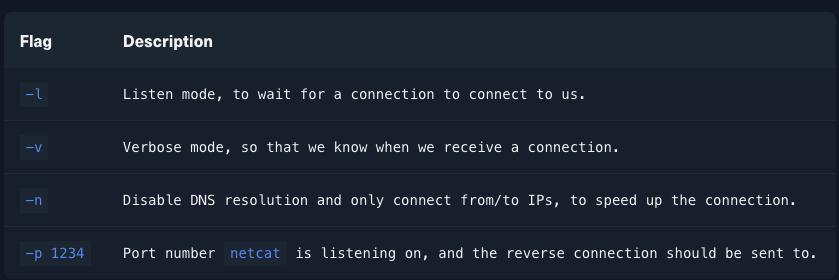 Flag Description
-l Listen mode, to wait for a connection to connect to us.
-v Verbose mode, so that we know when we receive a connection.
-n Disable DNS resolution and only connect from/to IPs, to speed up the connection.
-p 1234 Port number netcat is listening on, and the reverse connection should be sent to.